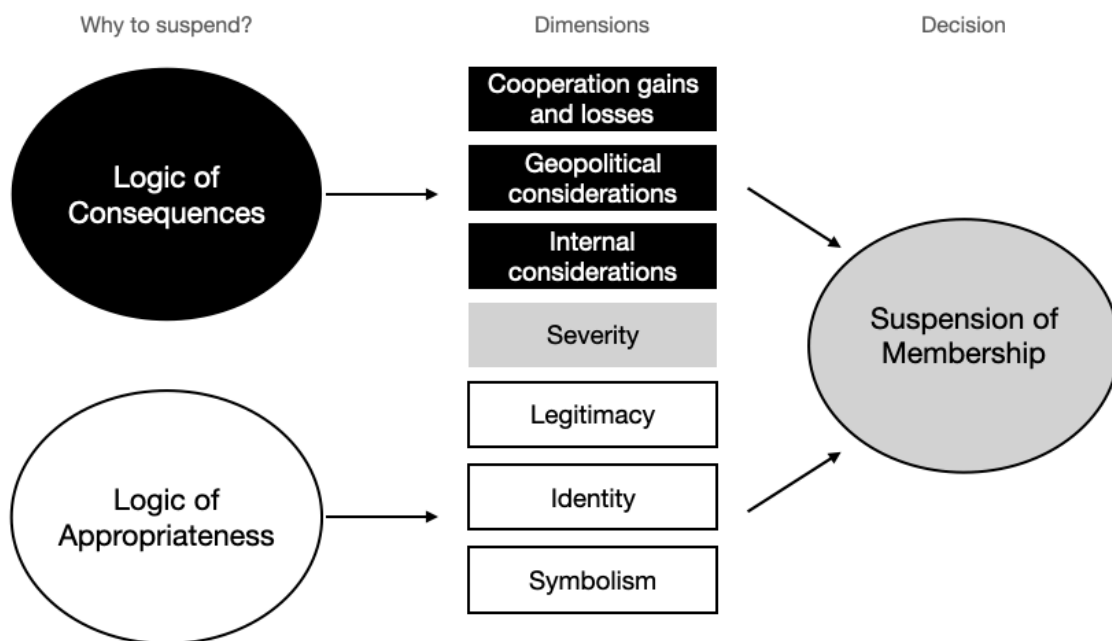 Why to suspend?
Dimensions
Decision
Logic of
Consequences
Cooperation gains
and losses
Geopolitical
considerations
Internal
considerations
Severity
Legitimacy
Identity
Symbolism
Logic of
Appropriateness
Suspension of
Membership